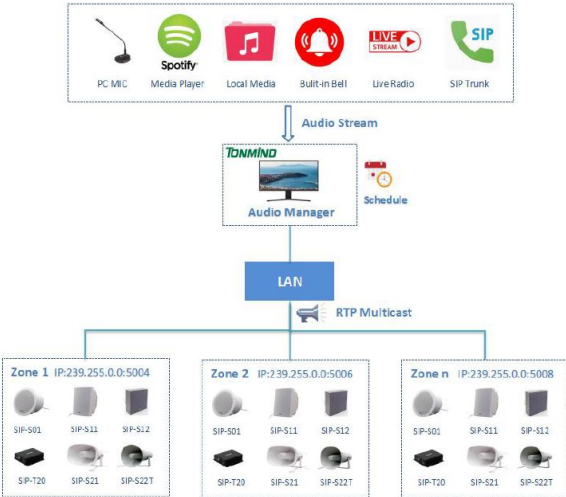 LIVE
STREAM
SIP
Spotify
PC MIC Media Player Local Media Bulit-in Bell Live Radio SIP Trunk
Audio Stream
TONMIND
Audio Manager
Schedule
LAN
RTP Multicast
Zone 1 IP:239.255.0.0:5004
SIP-S01 SIP-S11 SIP-S12
SIP-T20 SIP-S21 SIP-S22T
Zone 2 IP:239.255.0.0:5006
SIP-S01 SIP-S11 SIP-S12
SIP-T20 SIP-S21 SIP-S22T
Zone n IP:239.255.0.0:5008
SIP-S01 SIP-S11 SIP-S12
SIP-T20 SIP-S21 SIP-S22T